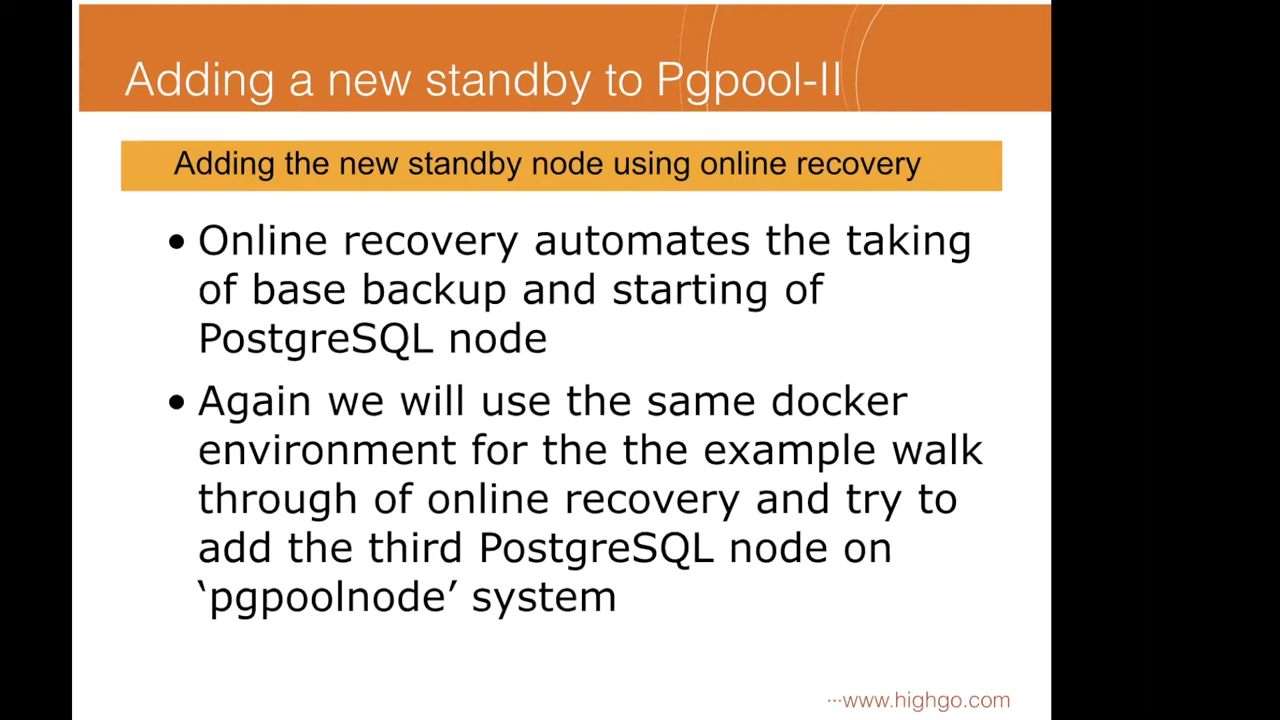 Adding a new standby to Pgpool-II
Adding the new standby node using online recovery
• Online recovery automates the taking
of base backup and starting of
PostgreSQL node
• Again we will use the same docker
environment for the the example walk
through of online recovery and try to
add the third PostgreSQL node on
‘pgpoolnode’ system
···www.highgo.com